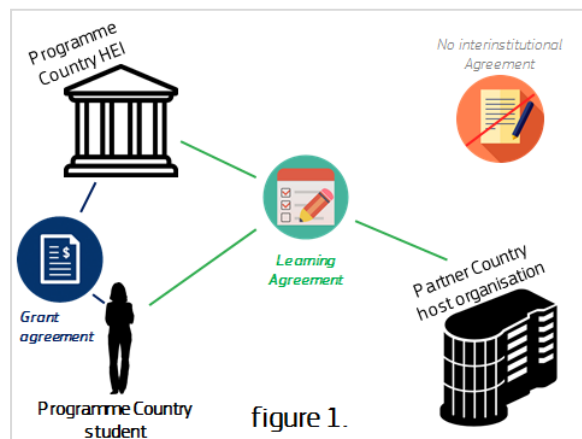 Programme
Country HEI
No interinstitutional
Agreement
$
Grant
agreement
Learning
Agreement
Partner Country
host organisation
Programme Country
student
figure 1.